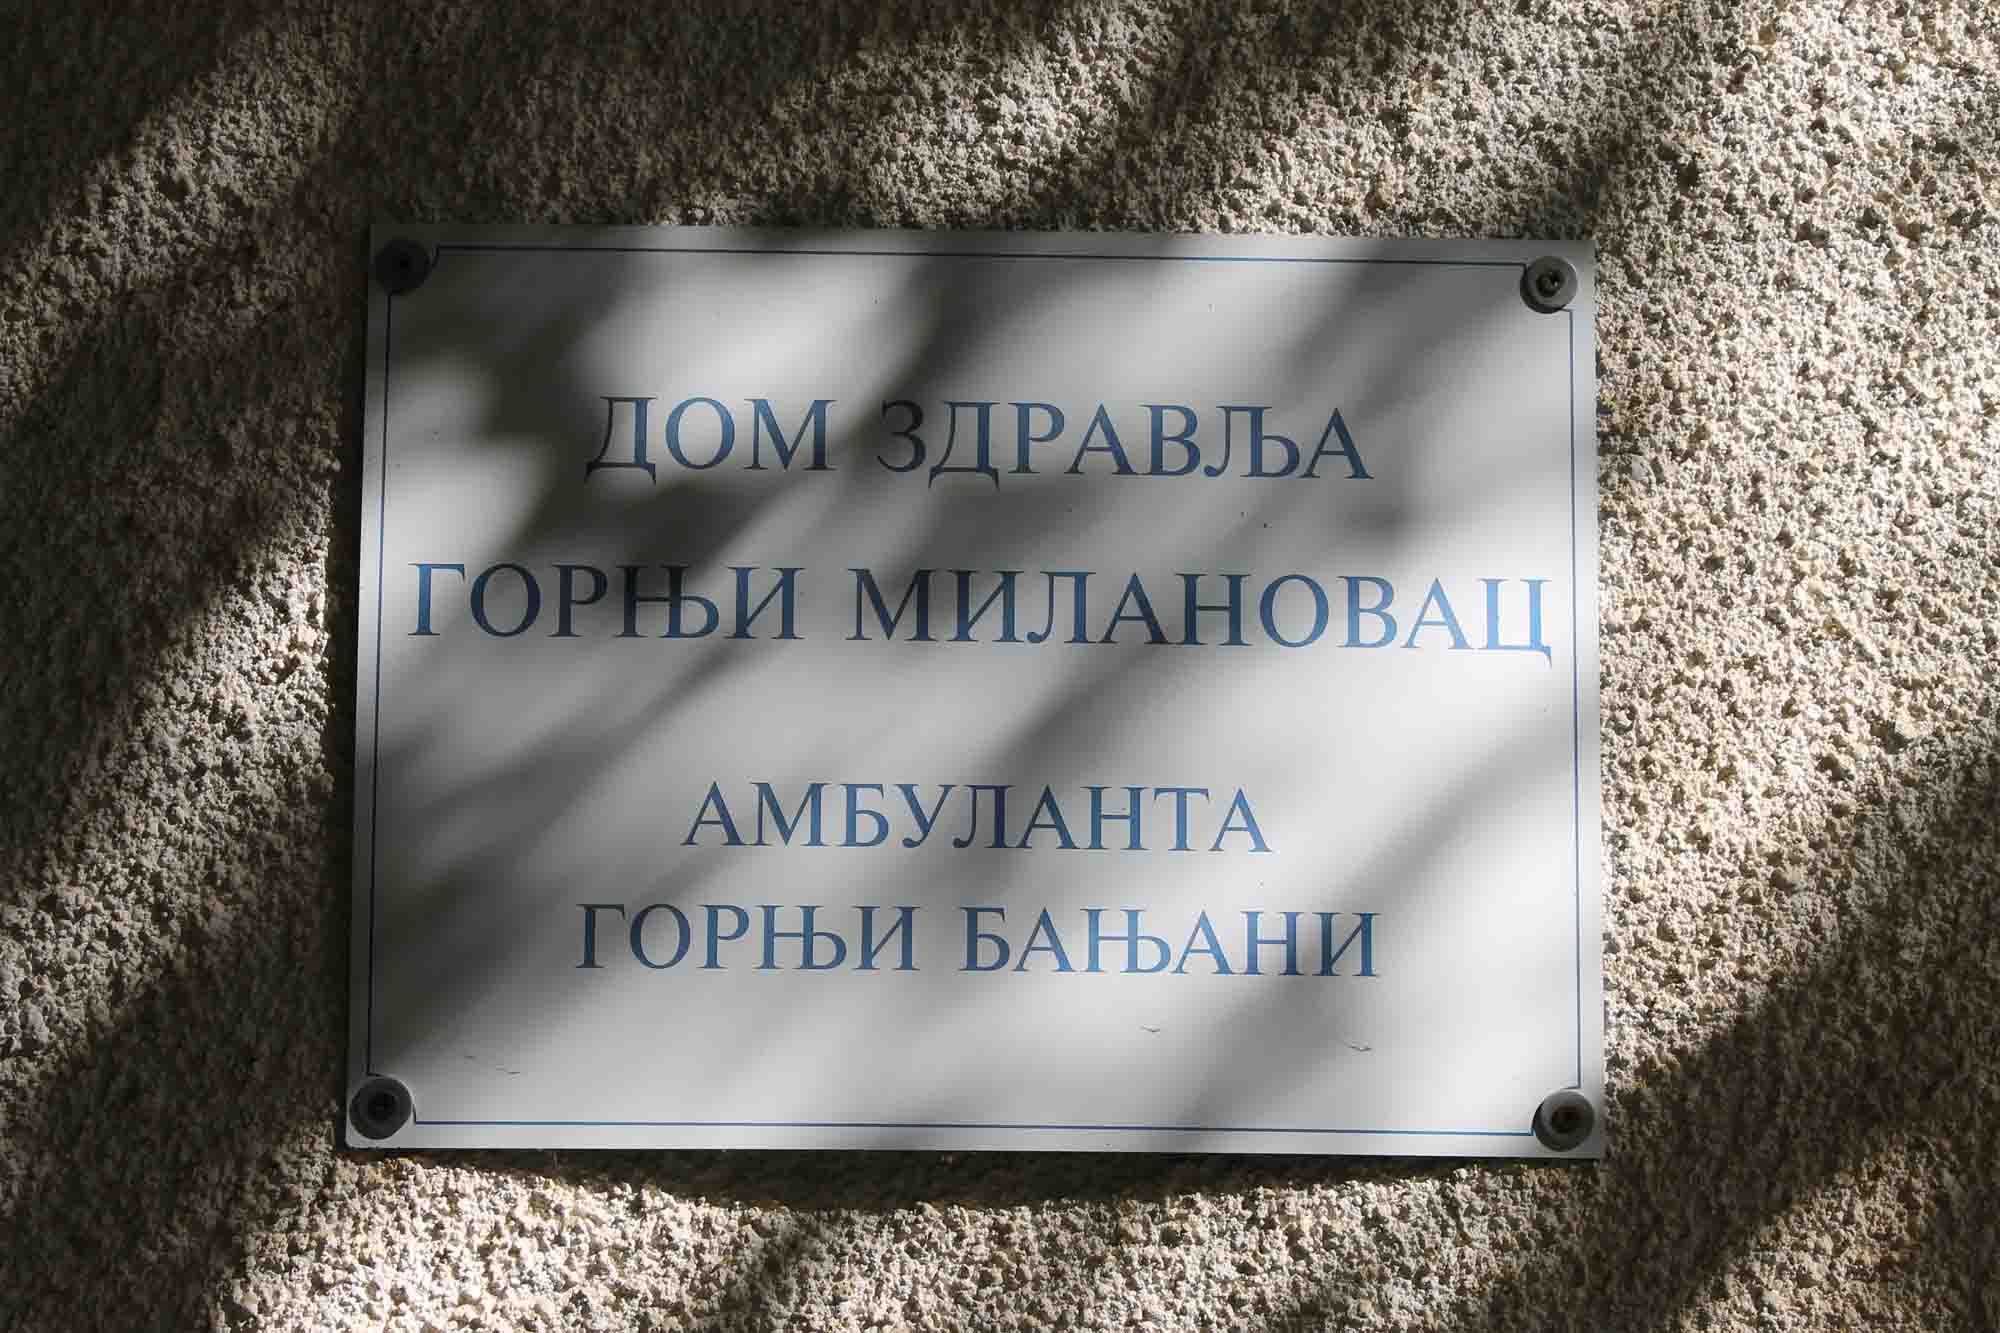 ДОМ ЗДРАВЉА
ГОРЊИ МИЛАНОВАЦ
АМБУЛАНТА
ГОРЊИ БАЊАНИ